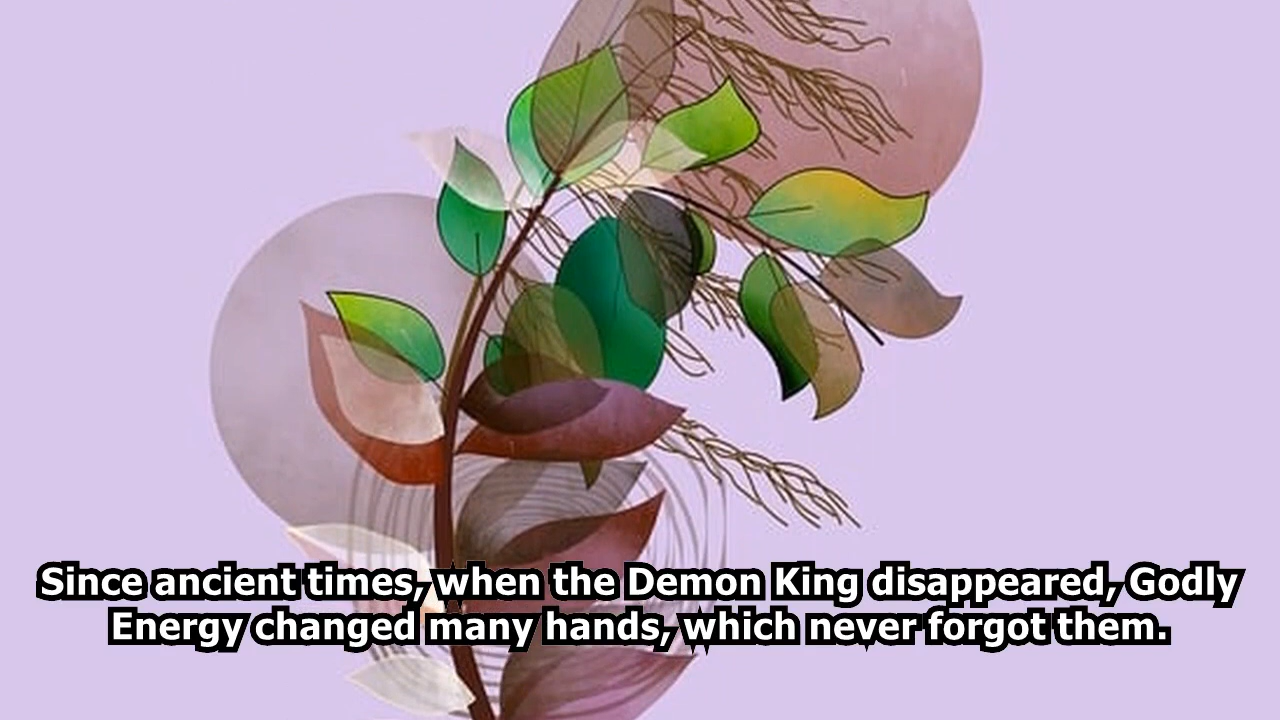 Since ancient times, when the Demon King disappeared, Godly
Energy changed many hands, which never forgot them.